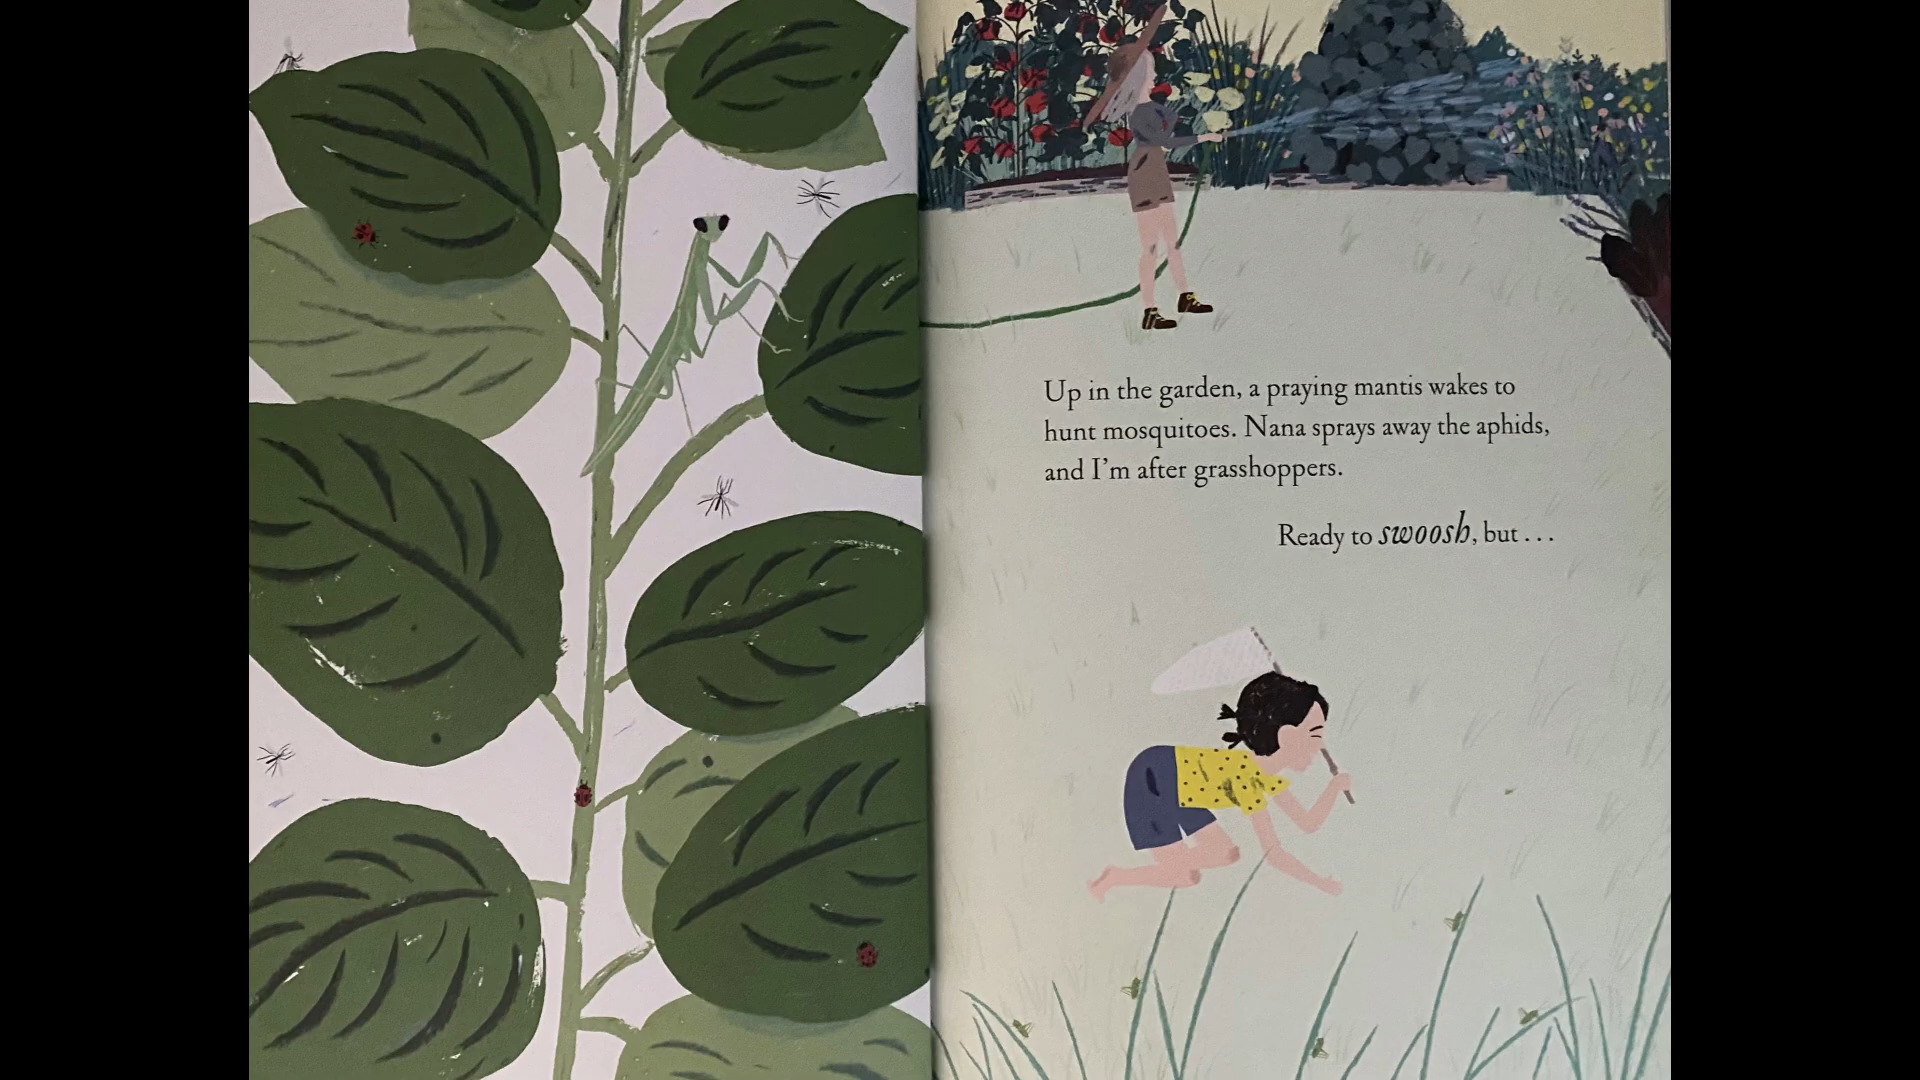 Up in the garden, a praying mantis wakes to
hunt mosquitoes. Nana sprays away the aphids,
and I’m after grasshoppers.
Ready to swoosh, but . . .